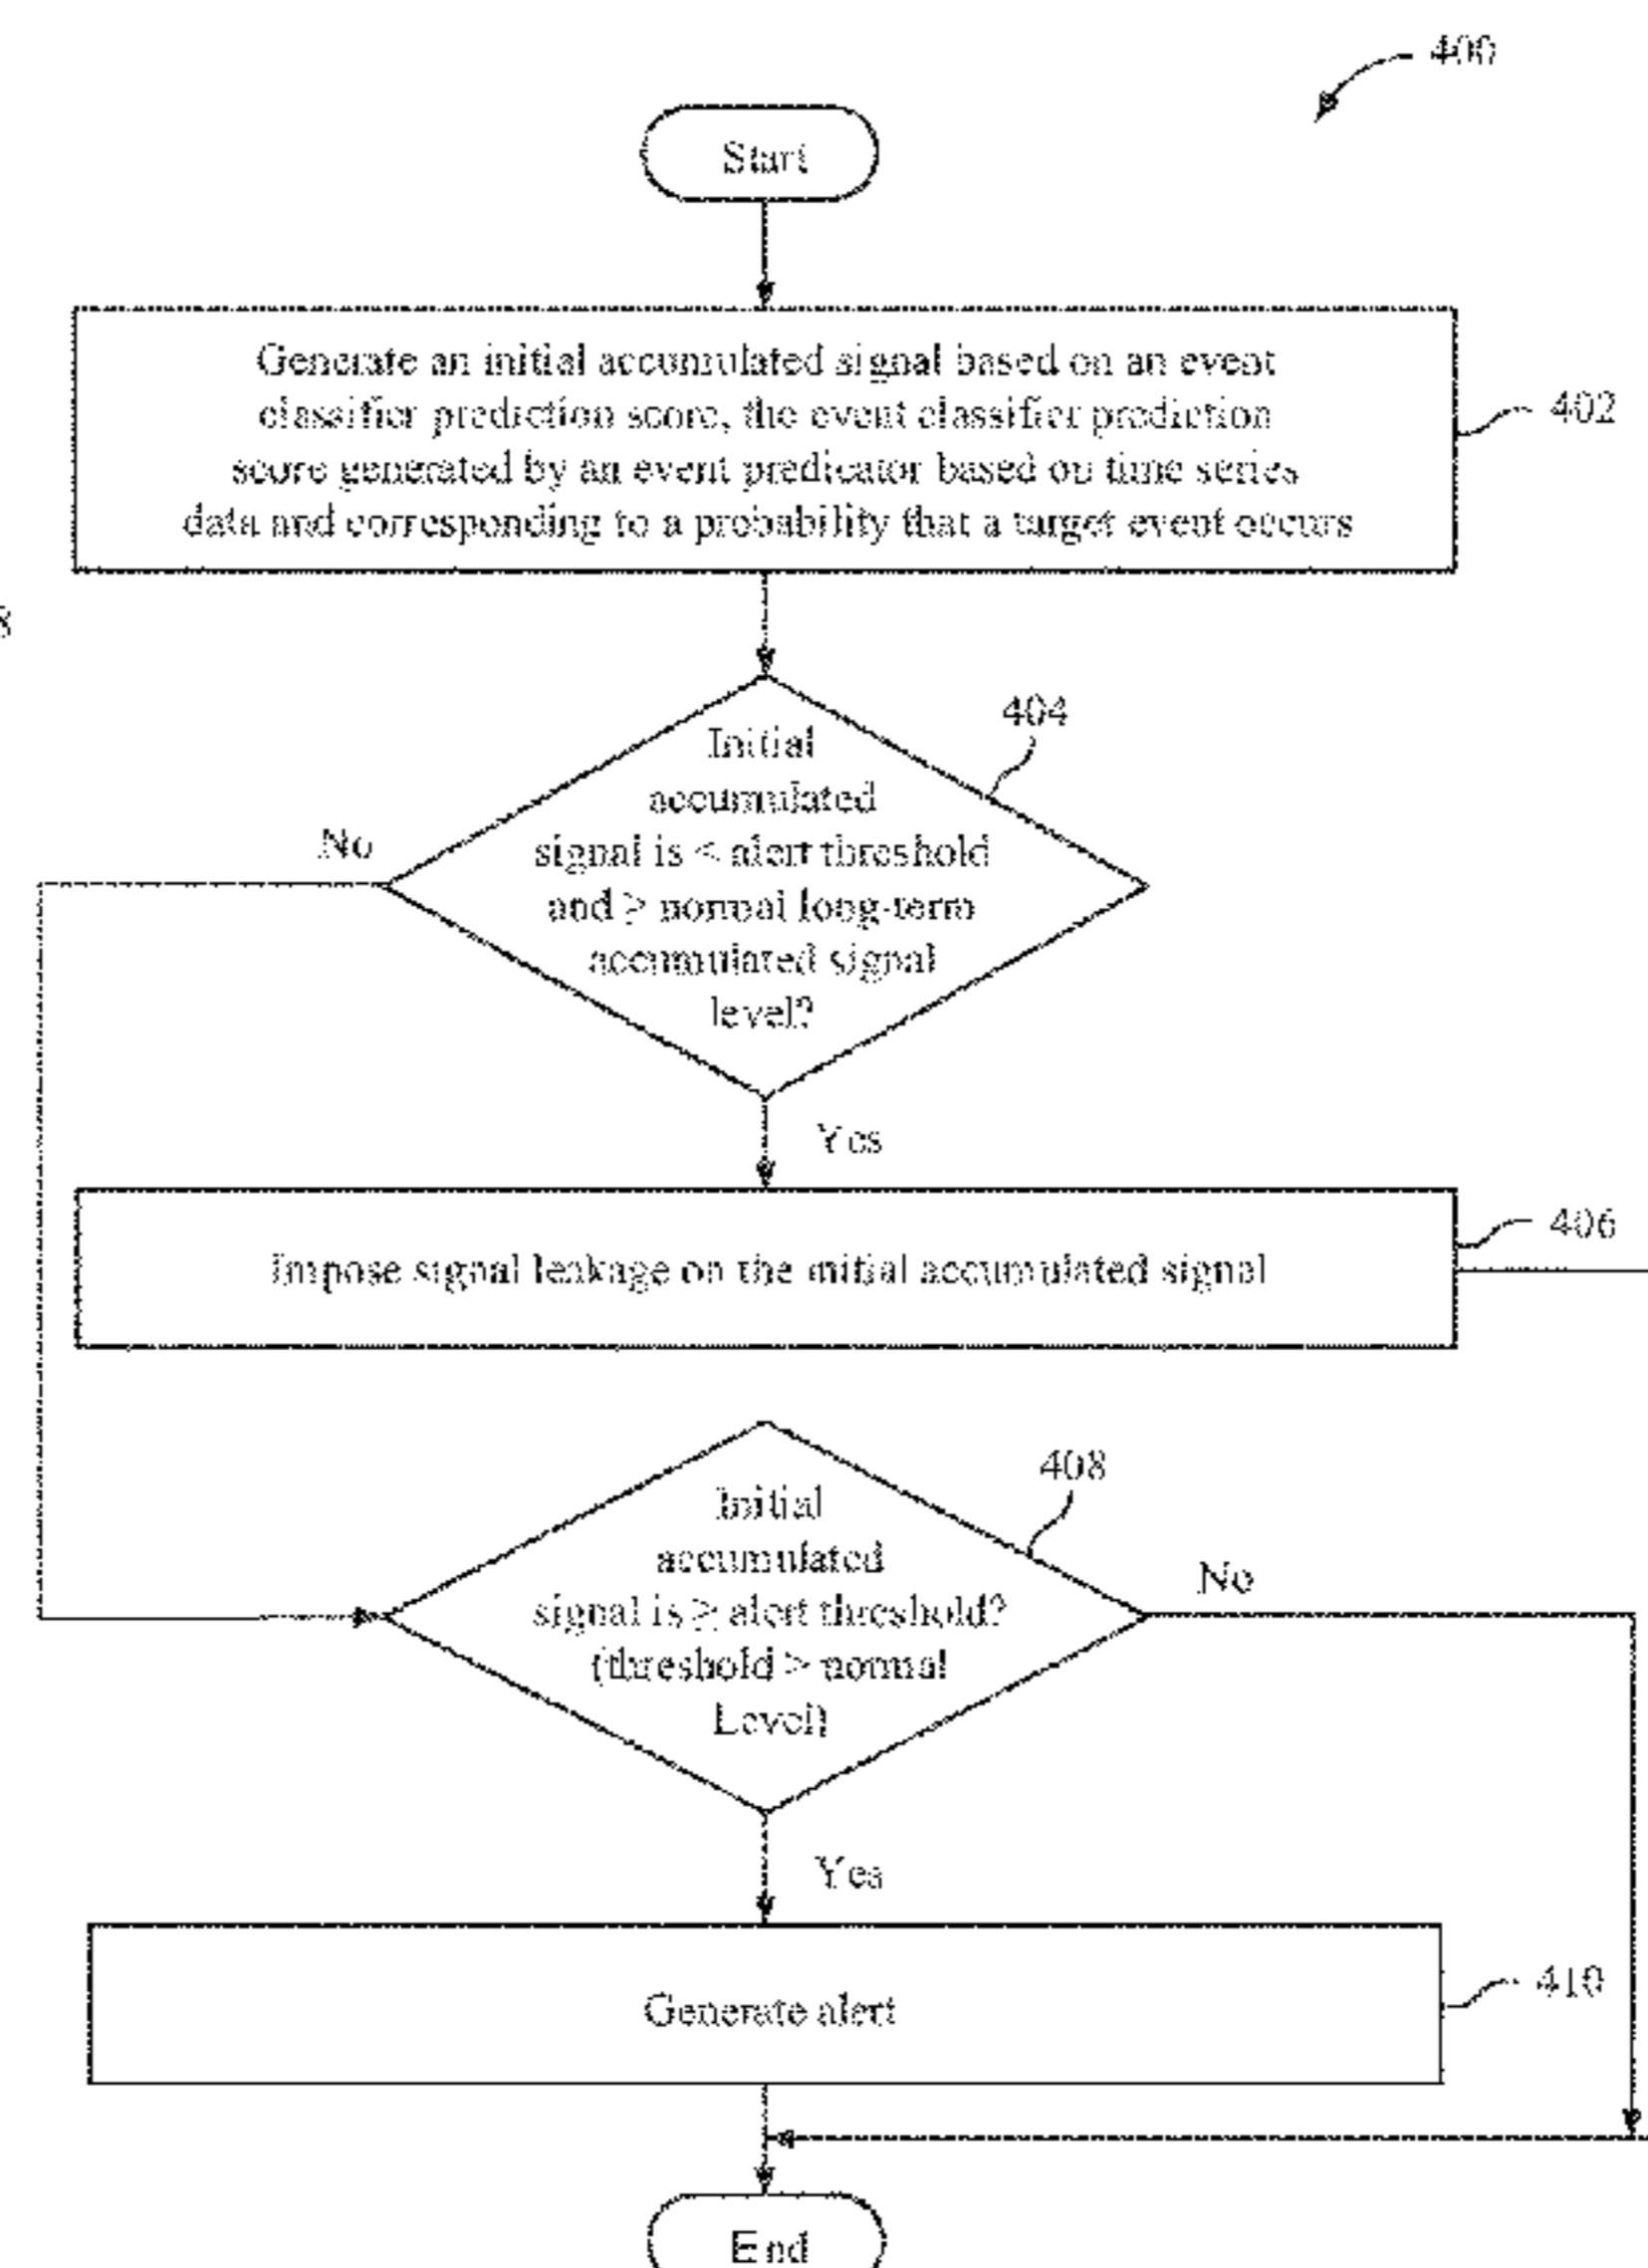 400
Start
Generate an initial accumulated signal based on an event
classifier prediction score, the event classifier prediction
score generated by an event predicator based on time series
data and corresponding to a probability that a target event occurs
402
8
404
Initial
accumulated
signal is < alert threshold
and > normal long-term
accumulated signal
level?
No
Yes
406
Impose signal leakage on the initial accumulated signal
408
Initial
accumulated
signal is > alert threshold?
(threshold > normal
Level)
No
Yes
410
Generate alert
End